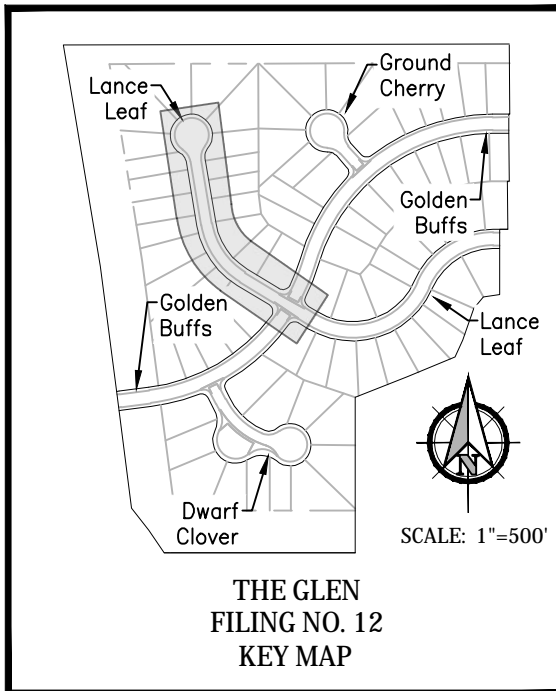 Lance
Leaf
Ground
Cherry
Golden
Buffs
Golden
Buffs
Lance
Leaf
Dwarf
Clover
N
SCALE: 1"=500'
THE GLEN
FILING NO. 12
KEY MAP